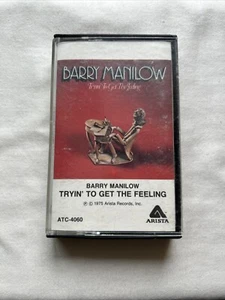 BARRY MANILOW
Tryin' To Get The Feeling
BARRY MANILOW
TRYIN' TO GET THE FEELING
℗ © 1975 Arista Records, Inc.
ATC-4060
ARISTA